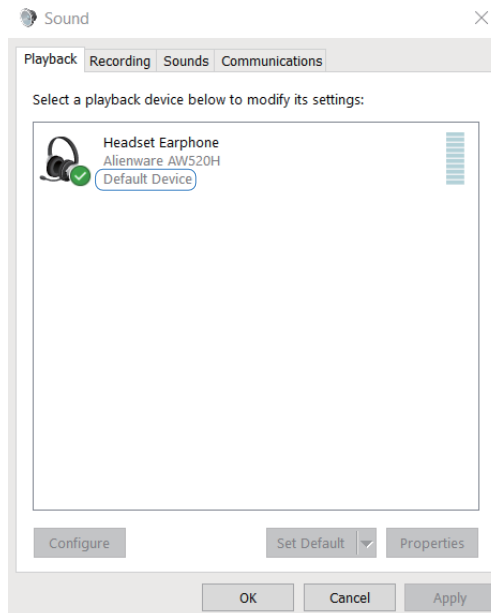 Sound
Playback Recording Sounds Communications
Select a playback device below to modify its settings:
Headset Earphone
Alienware AW520H
Default Device
Configure Set Default Properties
OK Cancel Apply